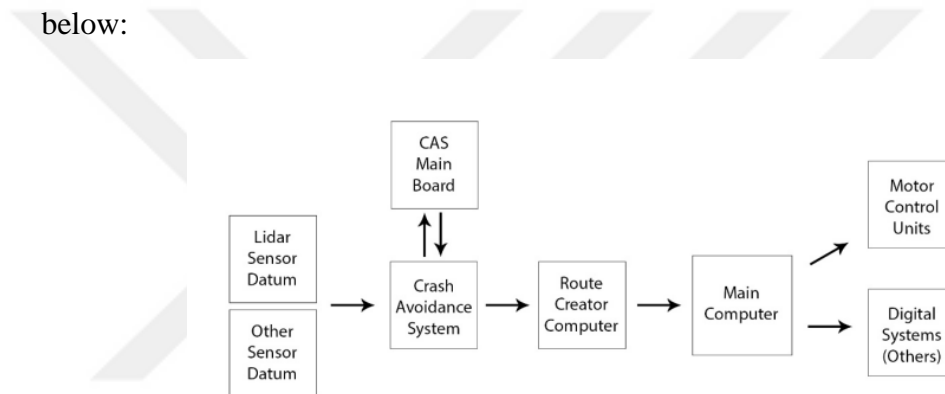 below:
CAS
Main
Board
Motor
Control
Units
Lidar
Sensor
Datum
Crash
Avoidance
System
Route
Creator
Computer
Main
Computer
Other
Sensor
Datum
Digital
Systems
(Others)